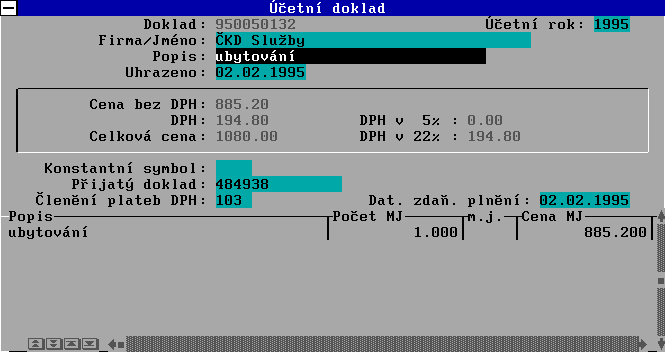 Účetní doklad
Doklad: 950050132 Účetní rok: 1995
Firma/Jméno: ČKD Služby
Popis: ubytování
Uhrazeno: 02.02.1995
Cena bez DPH: 885.20
DPH: 194.80 DPH v 5% : 0.00
Celková cena: 1080.00 DPH v 22% : 194.80
Konstantní symbol:
Přijatý doklad: 484938
Členění plateb DPH: 103 Dat. zdaň. plnění: 02.02.1995
Popis Počet MJ m.j. Cena MJ
ubytování 1.000 885.200